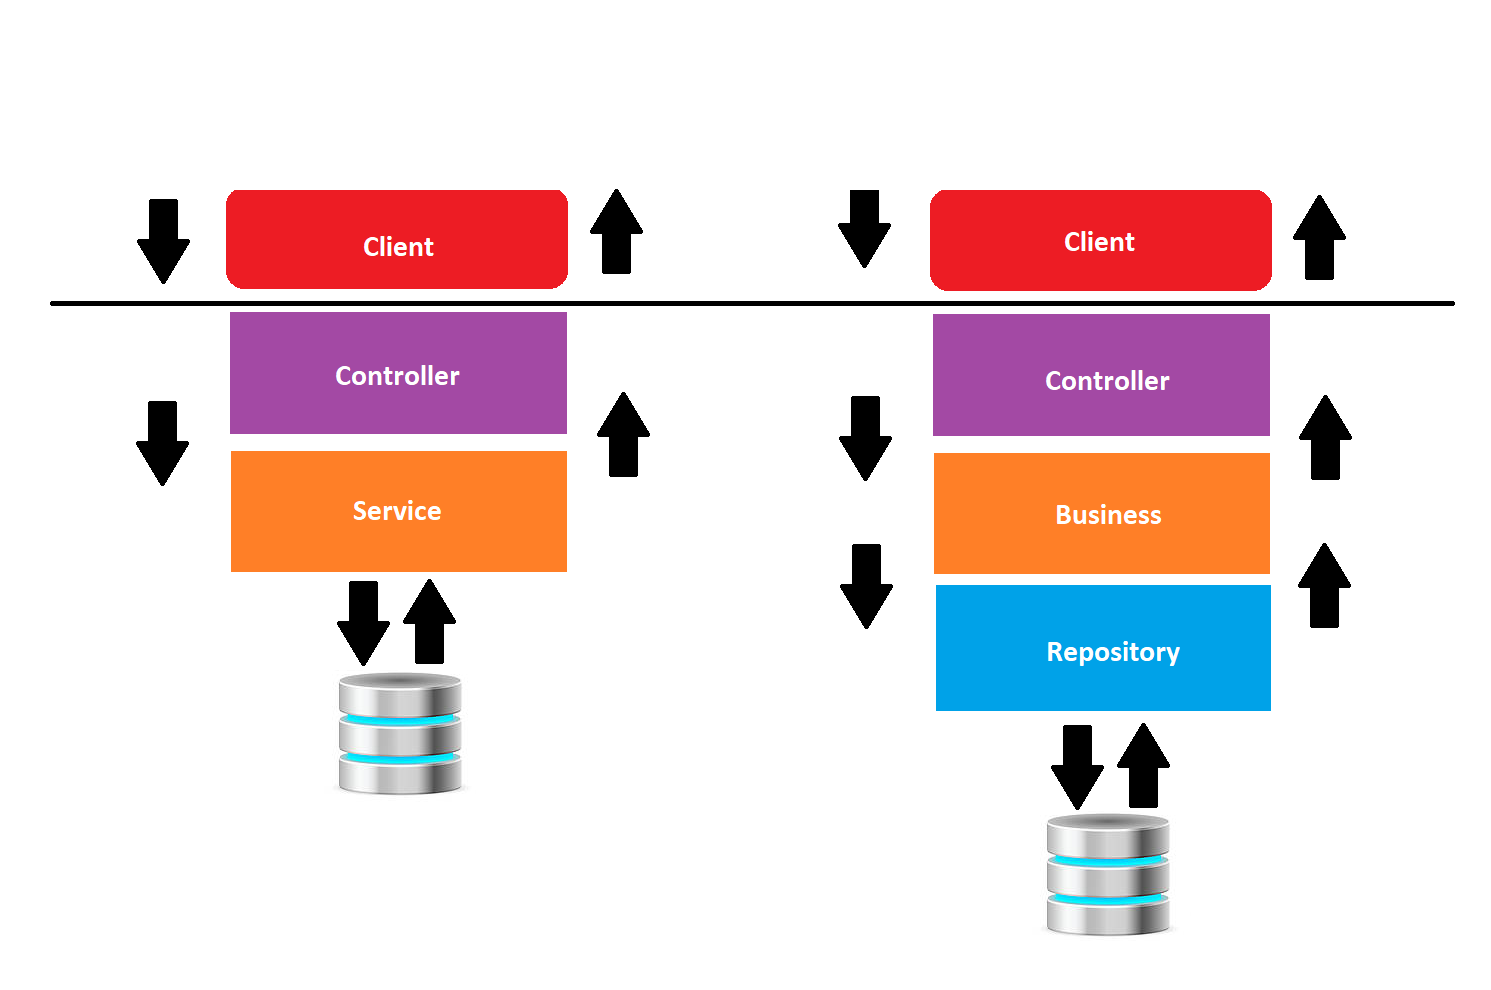 Client
Controller
Service
Client
Controller
Business
Repository